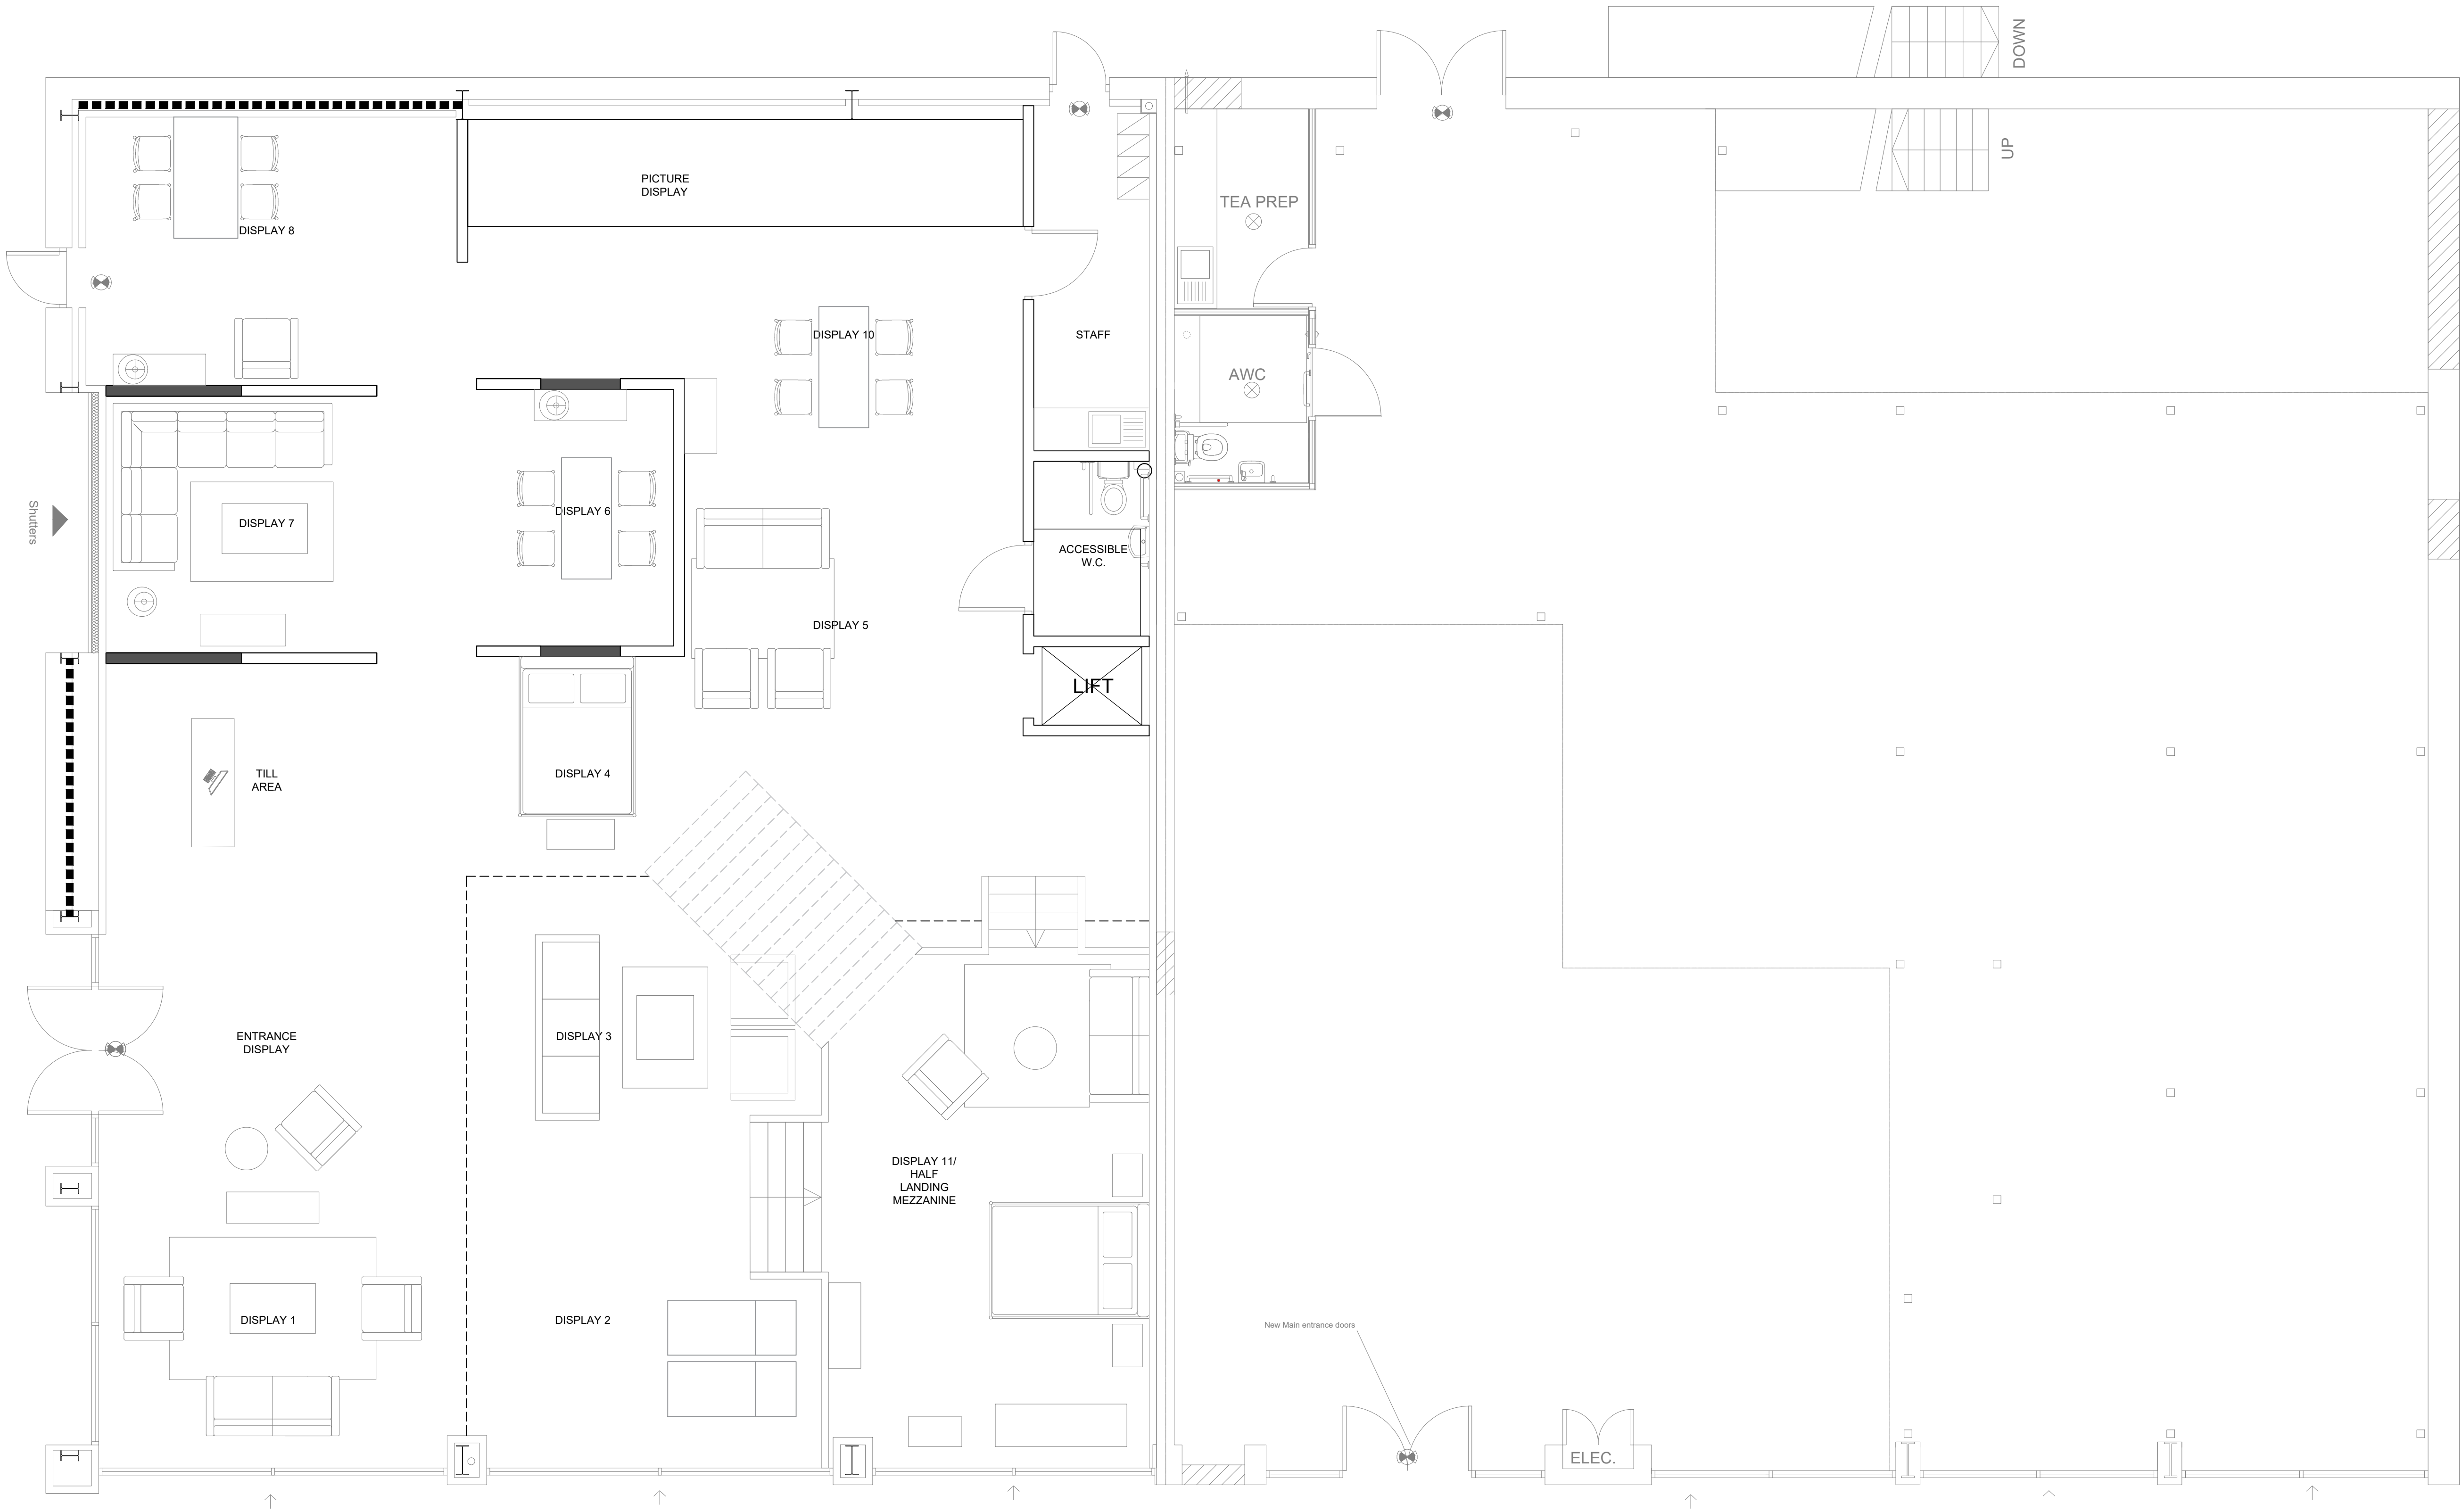 DOWN
UP
PICTURE
DISPLAY
TEA PREP
DISPLAY 8
DISPLAY 10
STAFF
AWC
Shutters
DISPLAY 7
DISPLAY 6
ACCESSIBLE
W.C.
DISPLAY 5
LIFT
TILL
AREA
DISPLAY 4
ENTRANCE
DISPLAY
DISPLAY 3
DISPLAY 11/
HALF
LANDING
MEZZANINE
DISPLAY 1
DISPLAY 2
New Main entrance doors
ELEC.